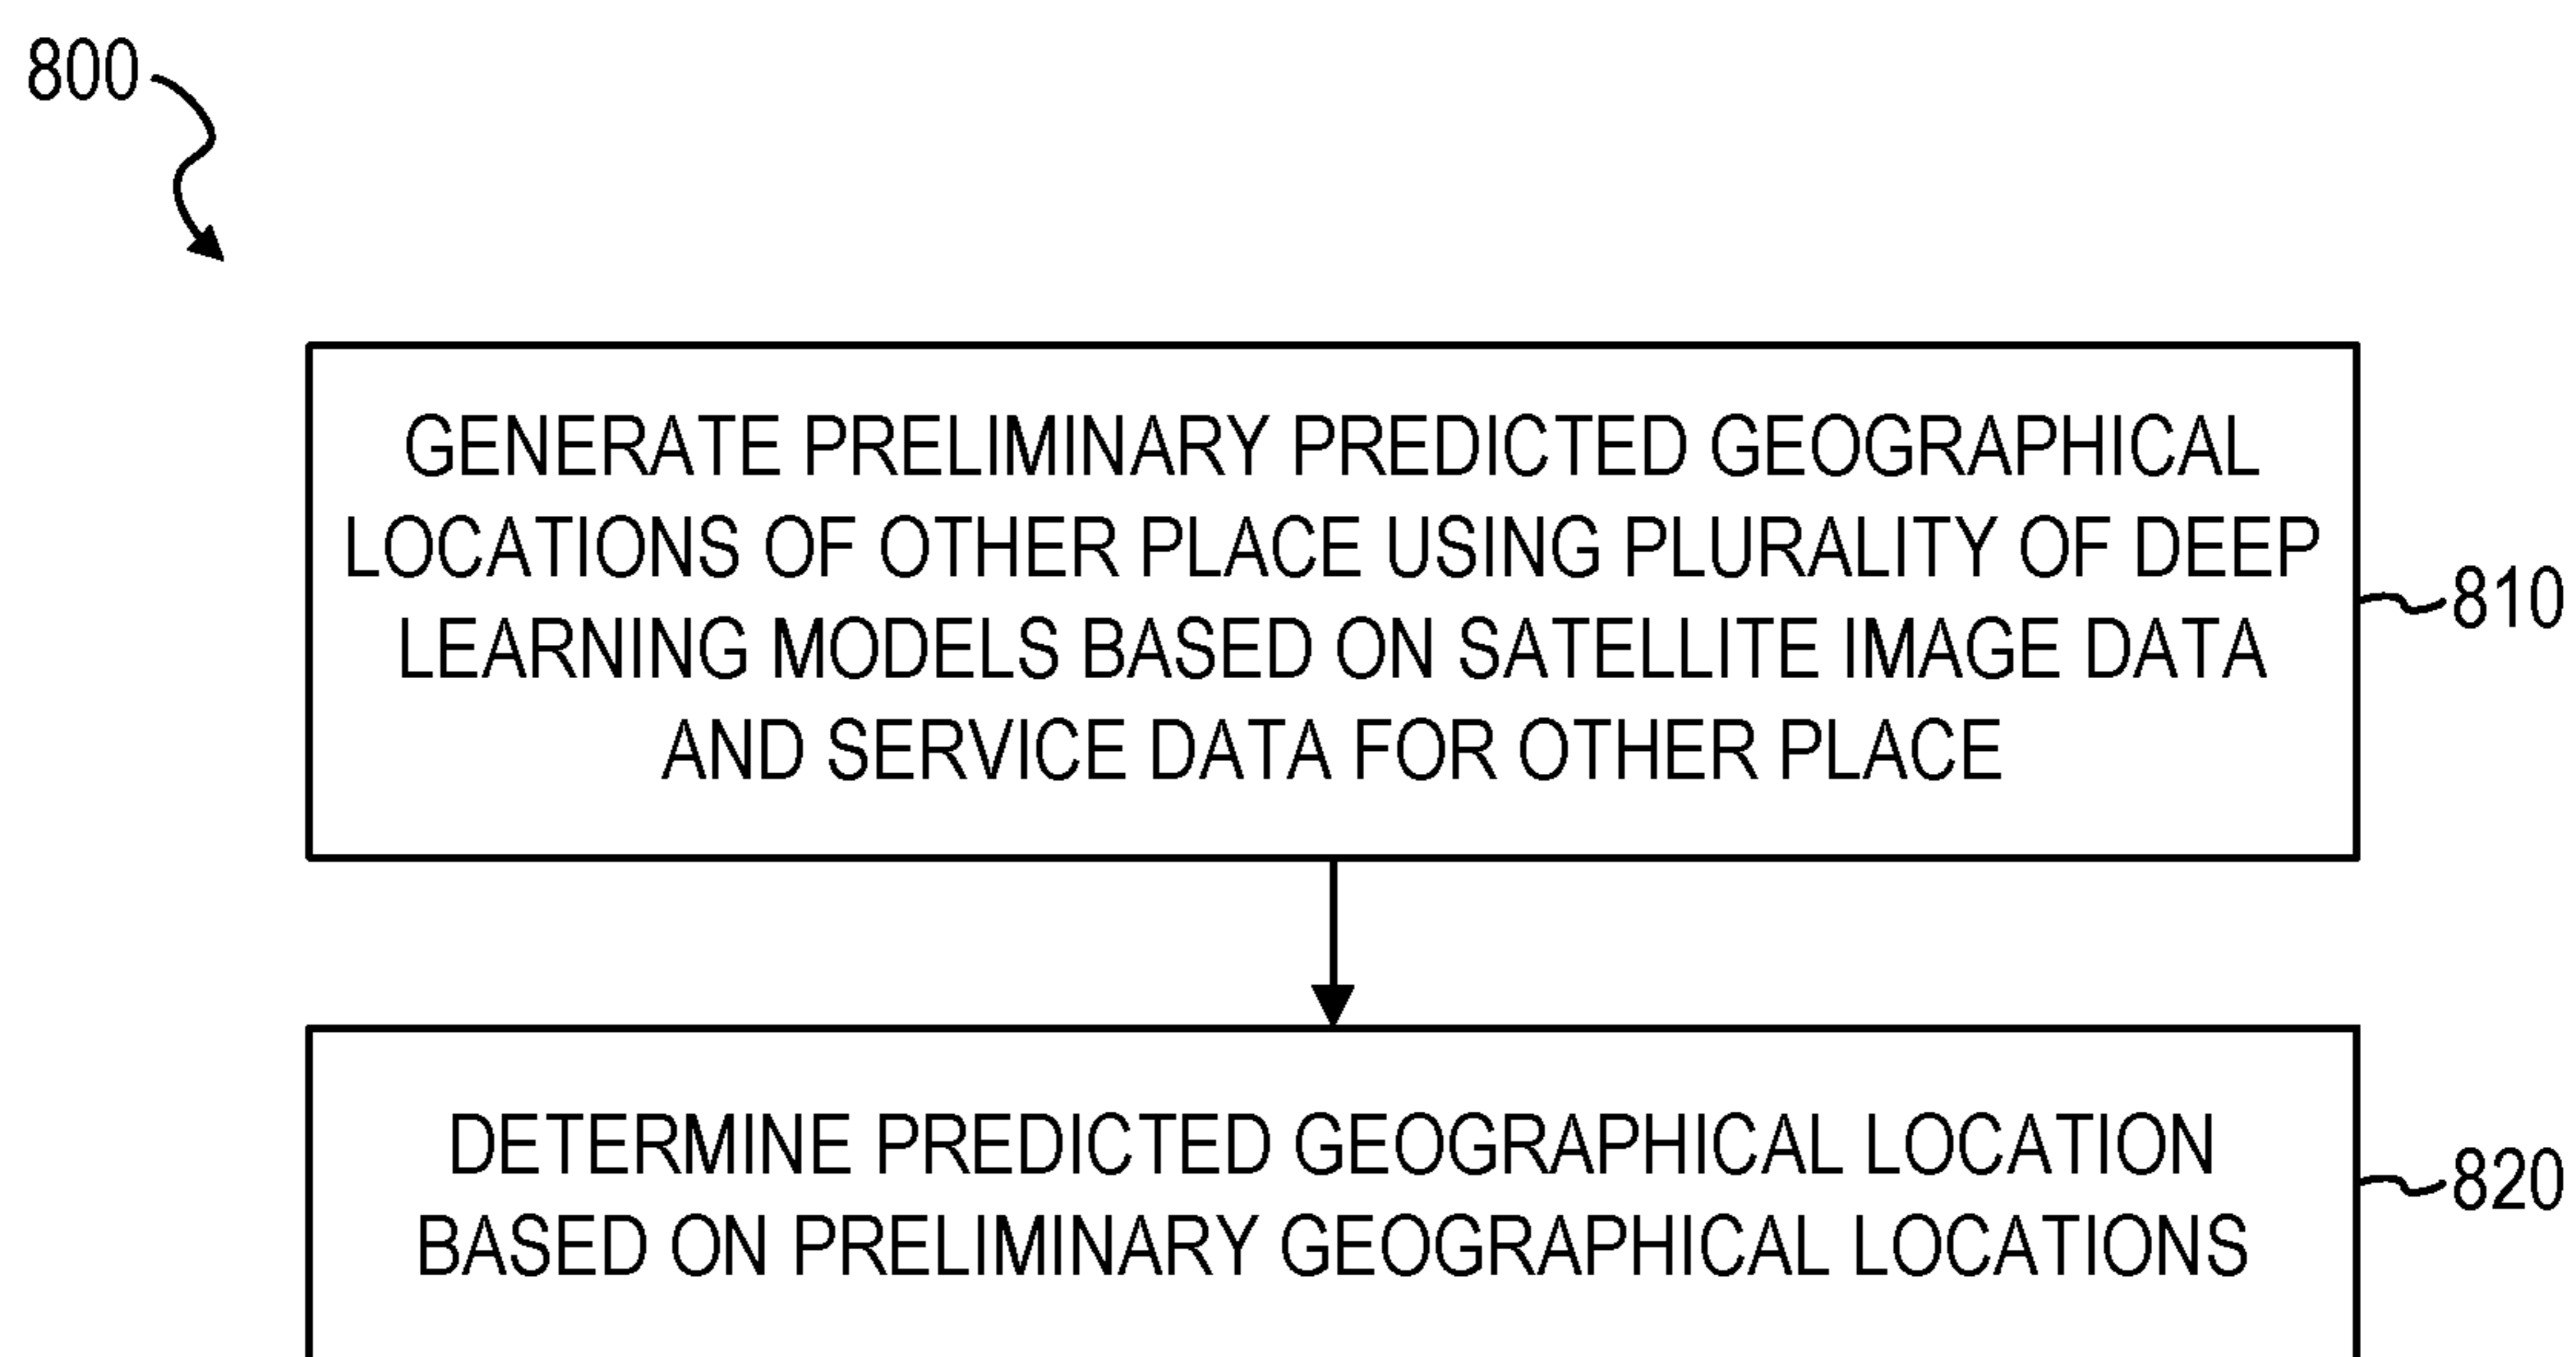 800
GENERATE PRELIMINARY PREDICTED GEOGRAPHICAL
LOCATIONS OF OTHER PLACE USING PLURALITY OF DEEP
LEARNING MODELS BASED ON SATELLITE IMAGE DATA
AND SERVICE DATA FOR OTHER PLACE
810
DETERMINE PREDICTED GEOGRAPHICAL LOCATION
BASED ON PRELIMINARY GEOGRAPHICAL LOCATIONS
820